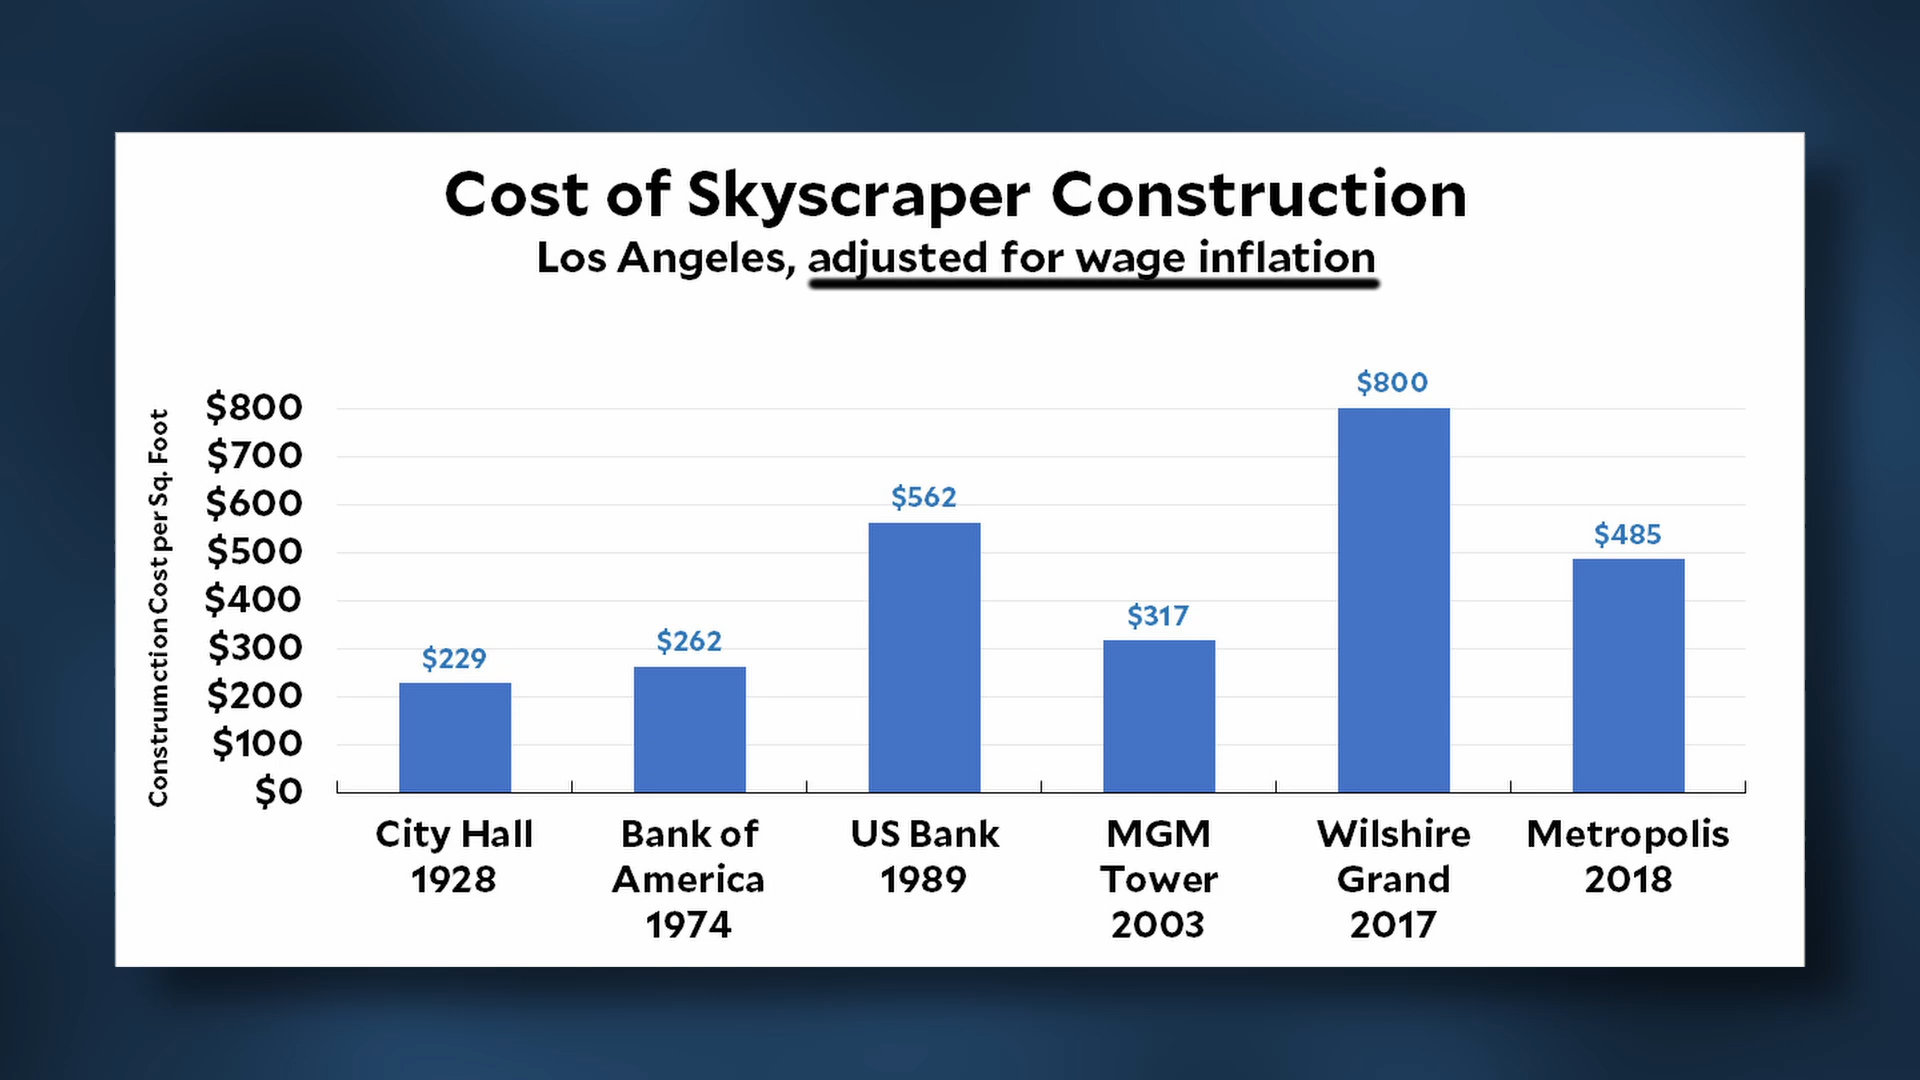 Cost of Skyscraper Construction
Los Angeles, adjusted for wage inflation
Construmction Cost per Sq. Foot
$800
$700
$600
$500
$400
$300
$200
$100
$0
$229
$262
$562
$317
$800
$485
City Hall
1928
Bank of
America
1974
US Bank
1989
MGM
Tower
2003
Wilshire
Grand
2017
Metropolis
2018